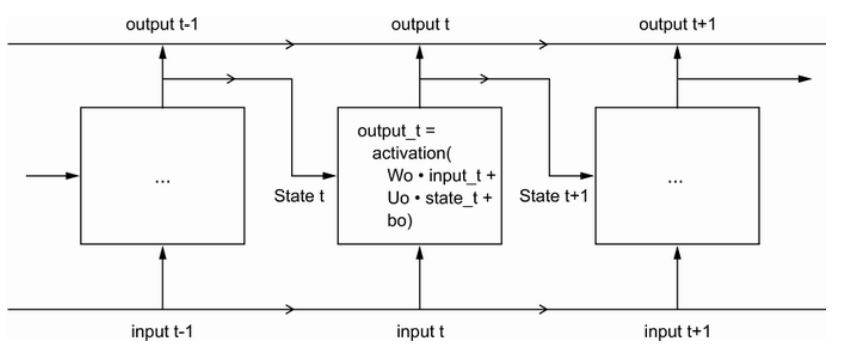 output t-1
output t
output t+1
...
output_t =
activation(
Wo • input_t +
Uo • state_t +
bo)
...
State t
State t+1
input t-1
input t
input t+1